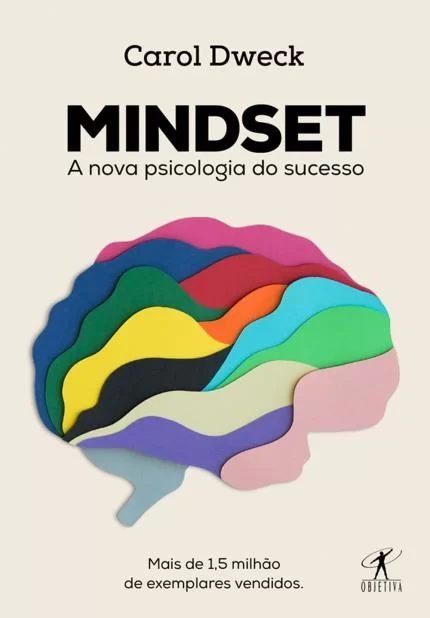 Carol Dweck
MINDSET
A nova psicologia do sucesso
Mais de 1,5 milhão
de exemplares vendidos.
OBJETIVA